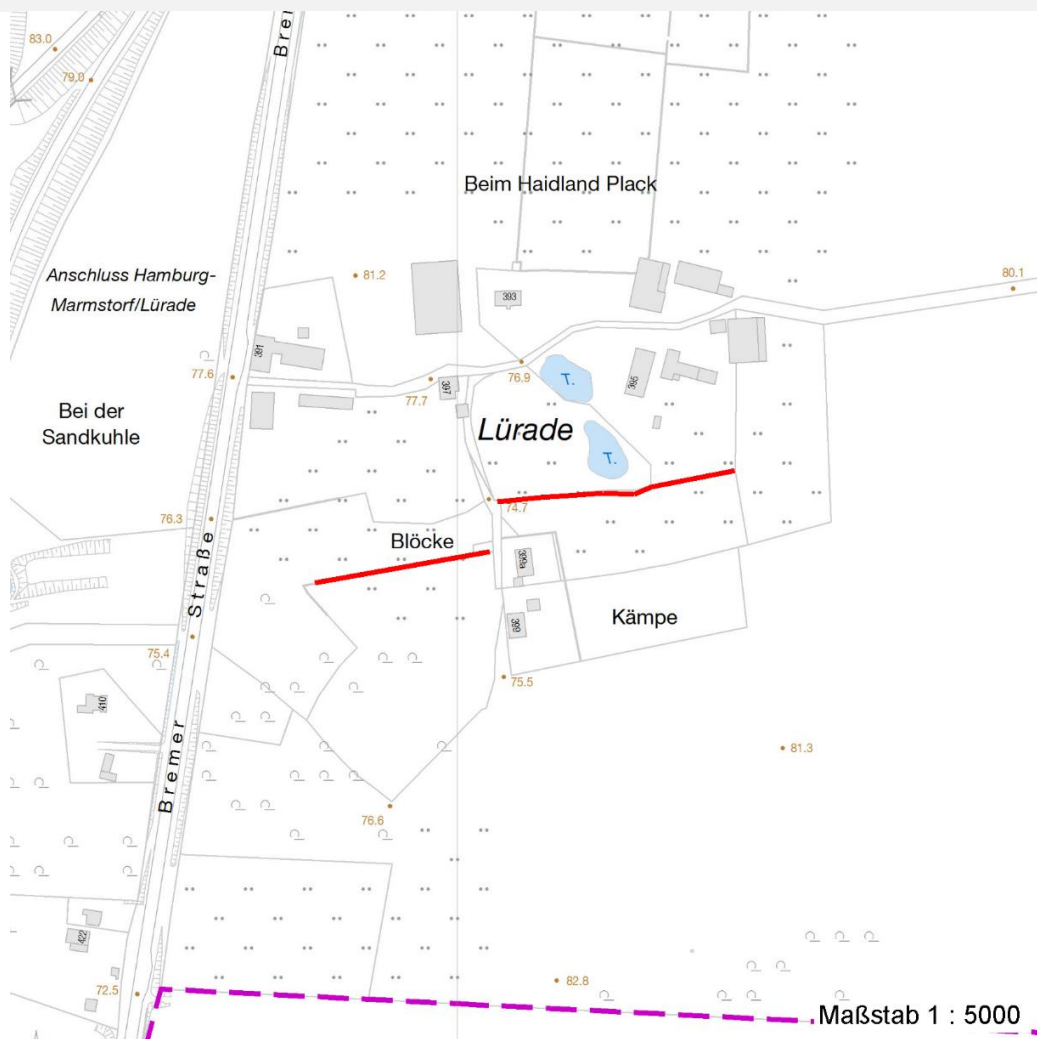 83.0
79.0
Brei
Beim Haidland Plack
Anschluss Hamburg-
Marmstorf/Lürade
81.2
80.1
393
391
77.6
77.7
397
76.9
T.
395
Bei der
Sandkuhle
Lürade
T.
76.3
74.7
Blöcke
399a
Kämpe
399
75.4
75.5
Bremer Straße
410
81.3
76.6
422
72.5
82.8
Maßstab 1 : 5000